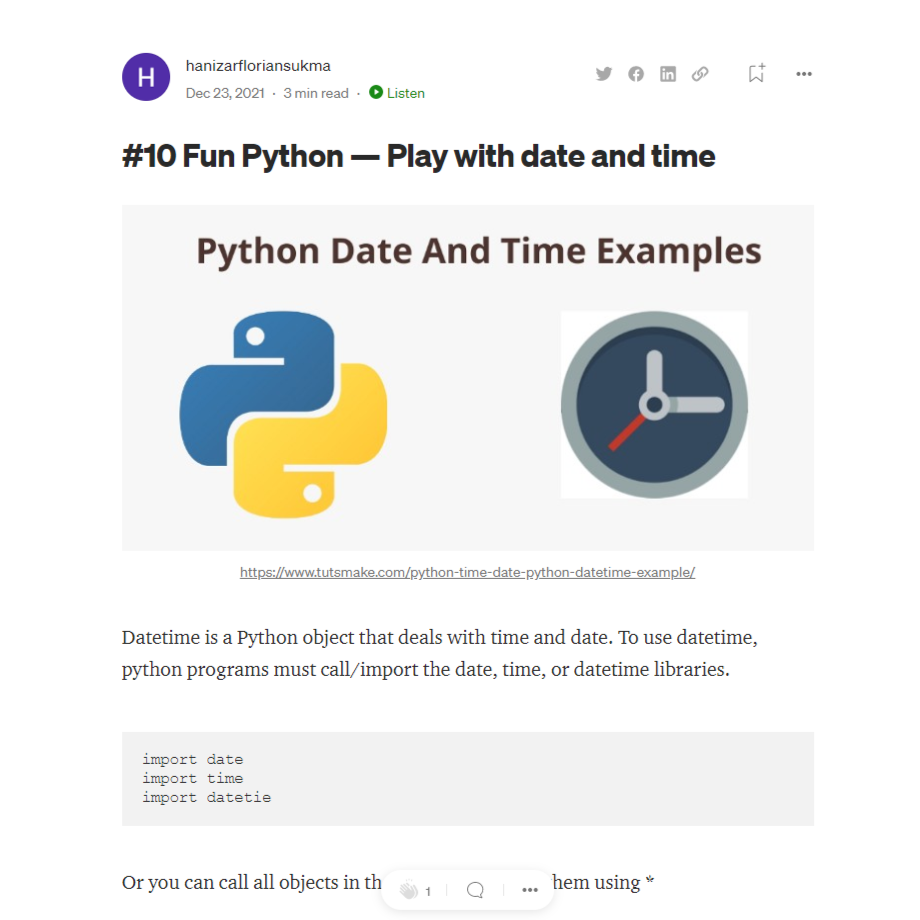 H
hanizarfloriansukma
Dec 23, 2021 · 3 min read · Listen
#10 Fun Python — Play with date and time
Python Date And Time Examples
https://www.tutsmake.com/python-time-date-python-datetime-example/
Datetime is a Python object that deals with time and date. To use datetime,
python programs must call/import the date, time, or datetime libraries.
import date
import time
import datetie
Or you can call all objects in th hem using *
1